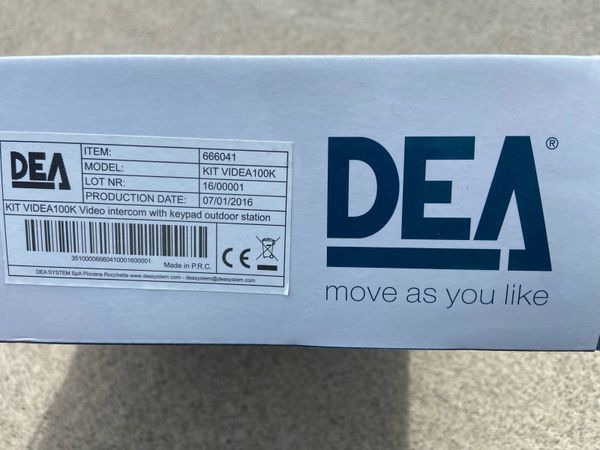 DEA
ITEM: 666041
MODEL: KIT VIDEA100K
LOT NR: 16/00001
PRODUCTION DATE: 07/01/2016
KIT VIDEA100K Video intercom with keypad outdoor station
35100006660410001600001 Made in P.R.C.
CE
DEA SYSTEM SpA Piovene Rocchette www.deasystem.com - deasystem@deasystem.com
DEA®
move as you like